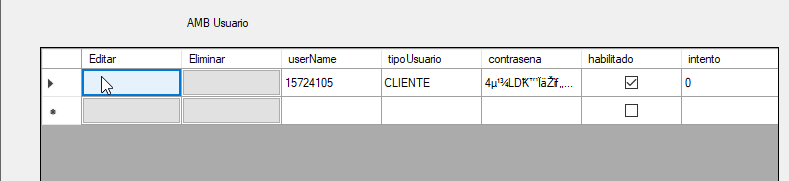 AMB Usuario
Editar Eliminar userName tipoUsuario contrasena habilitado intento
15724105 CLIENTE 0